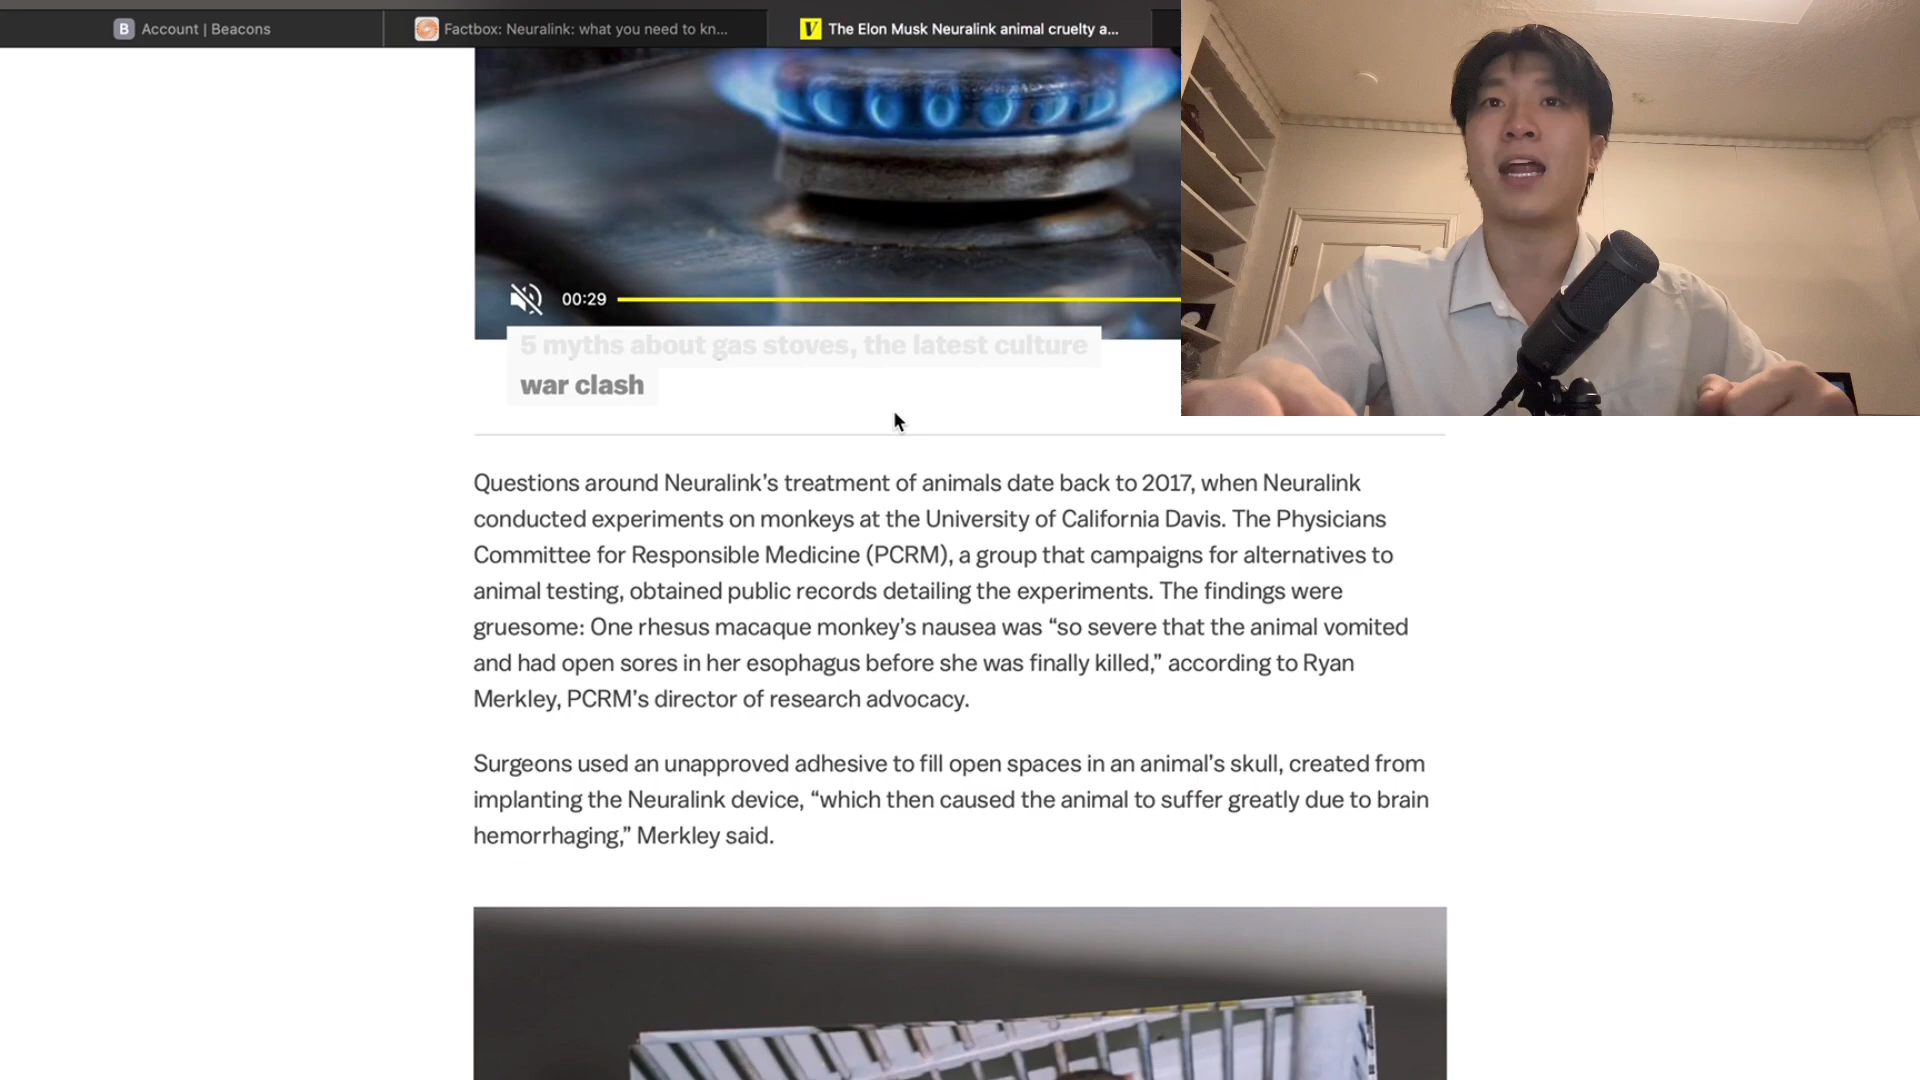 B Account | Beacons
Factbox: Neuralink: what you need to kn...
V The Elon Musk Neuralink animal cruelty a...
00:29
5 myths about gas stoves, the latest culture
war clash
Questions around Neuralink’s treatment of animals date back to 2017, when Neuralink
conducted experiments on monkeys at the University of California Davis. The Physicians
Committee for Responsible Medicine (PCRM), a group that campaigns for alternatives to
animal testing, obtained public records detailing the experiments. The findings were
gruesome: One rhesus macaque monkey’s nausea was “so severe that the animal vomited
and had open sores in her esophagus before she was finally killed,” according to Ryan
Merkley, PCRM’s director of research advocacy.
Surgeons used an unapproved adhesive to fill open spaces in an animal’s skull, created from
implanting the Neuralink device, “which then caused the animal to suffer greatly due to brain
hemorrhaging,” Merkley said.